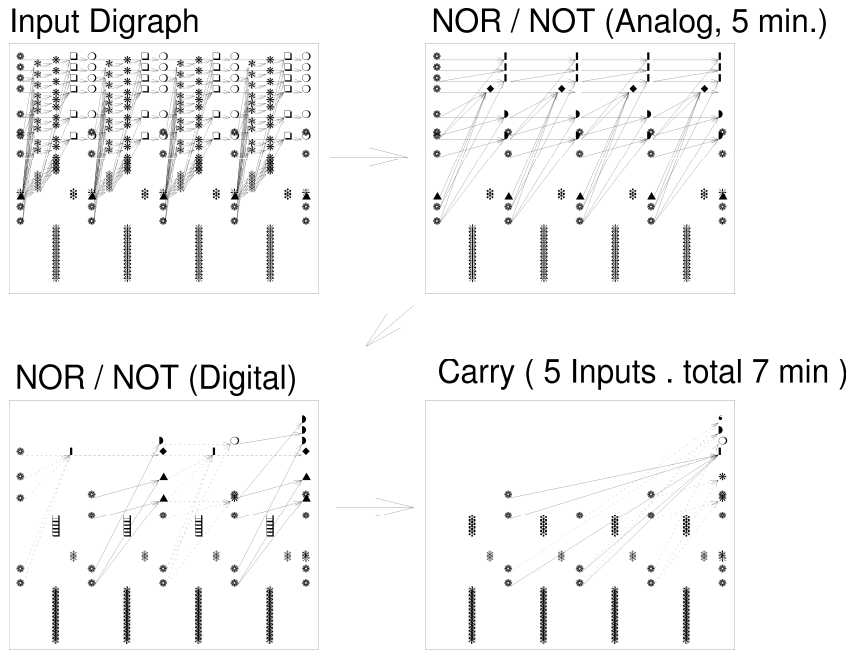 Input Digraph
NOR / NOT (Analog, 5 min.)
NOR / NOT (Digital)
Carry ( 5 Inputs . total 7 min )